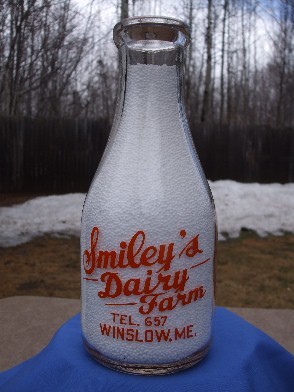 Smiley's
Dairy
Farm
TEL. 657
WINSLOW, ME.